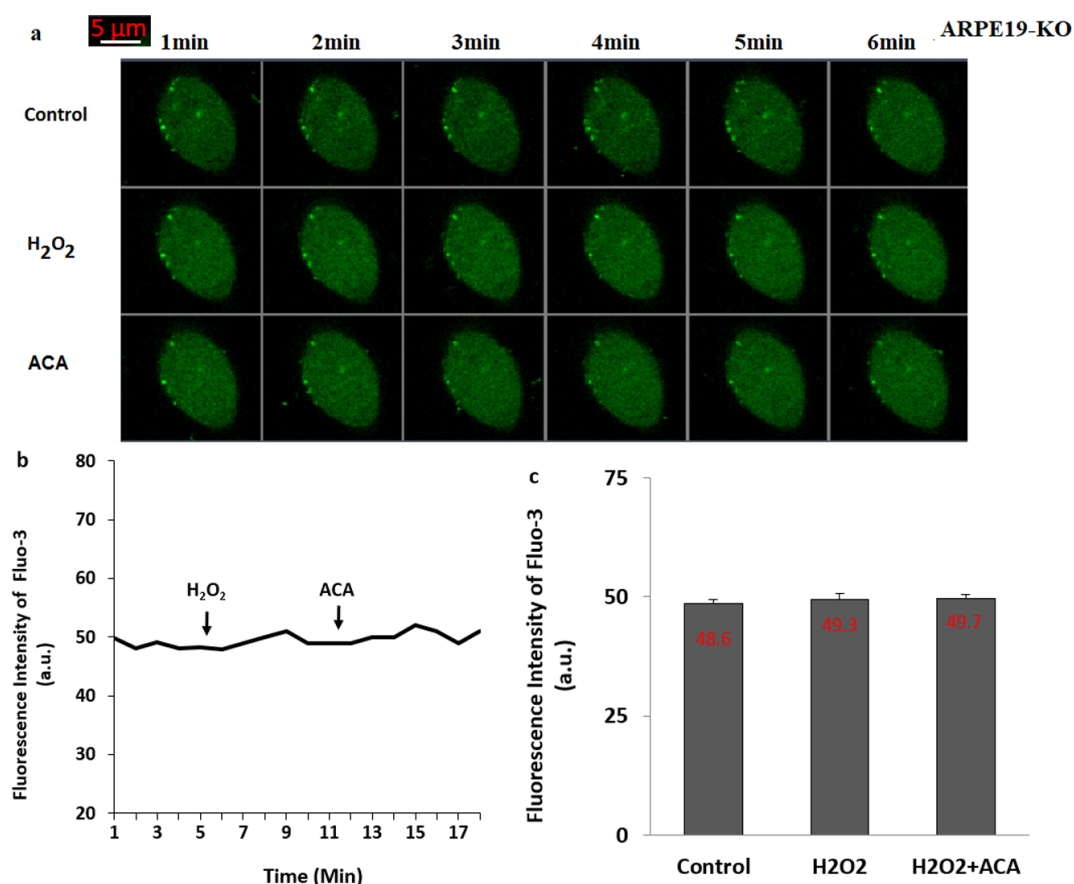 a
5 µm
1min 2min 3min 4min 5min 6min ARPE19-KO
Control
H₂O₂
ACA
b
Fluorescence Intensity of Fluo-3
(a.u.)
80
70
60
50
40
30
20
H₂O₂
ACA
1 3 5 7 9 11 13 15 17
Time (Min)
c
Fluorescence Intensity of Fluo-3
(a.u.)
75
50
25
0
48.6
49.3
49.7
Control H2O2 H2O2+ACA